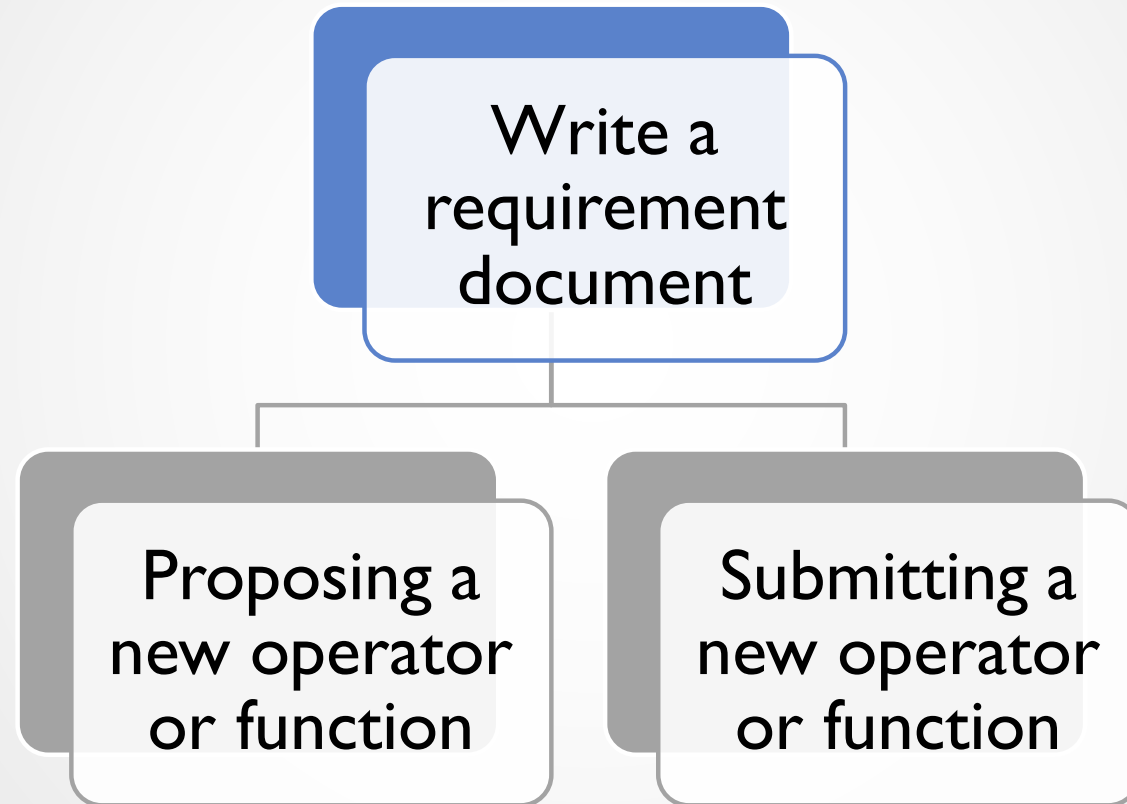 Write a
requirement
document
Proposing a
new operator
or function
Submitting a
new operator
or function